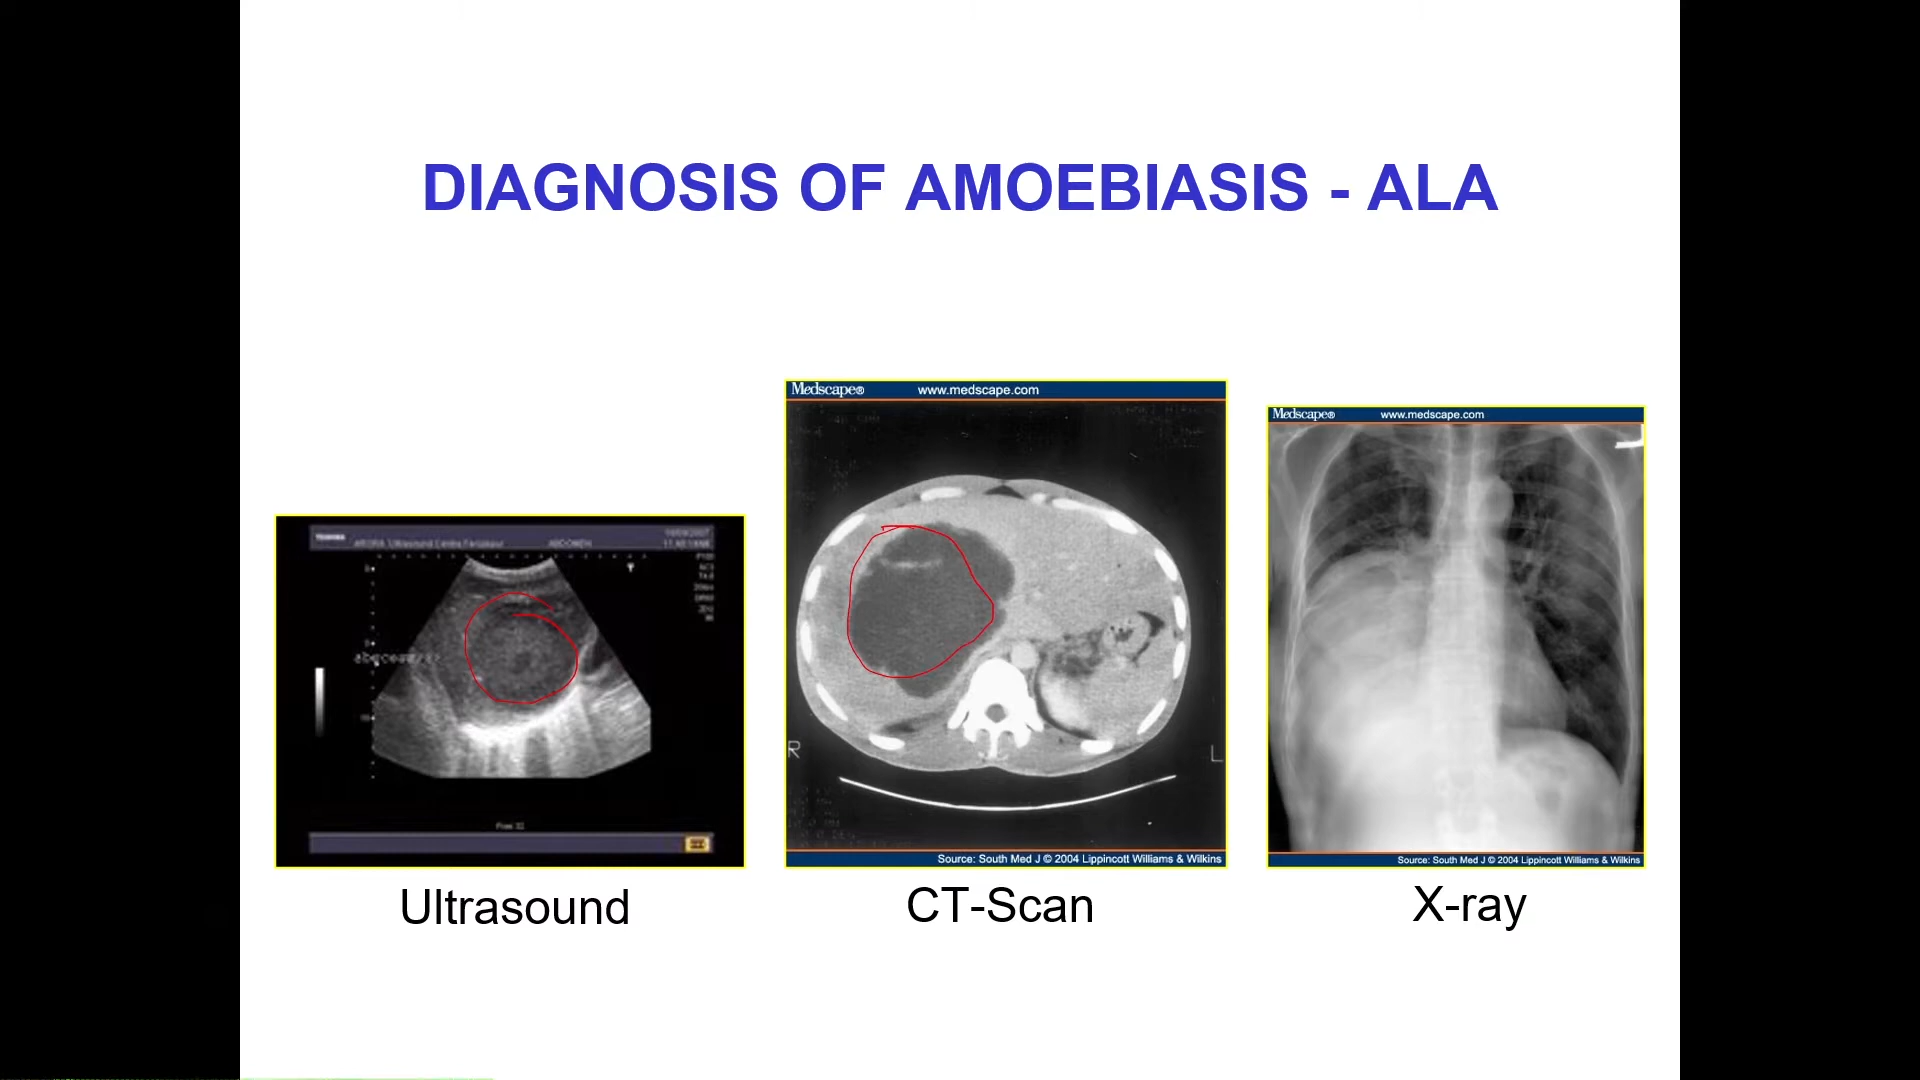 DIAGNOSIS OF AMOEBIASIS - ALA
Medscape® www.medscape.com
Medscape® www.medscape.com
ABDOMEN
R
L
Source: South Med J © 2004 Lippincott Williams & Wilkins
Source: South Med J © 2004 Lippincott Williams & Wilkins
Ultrasound
CT-Scan
X-ray